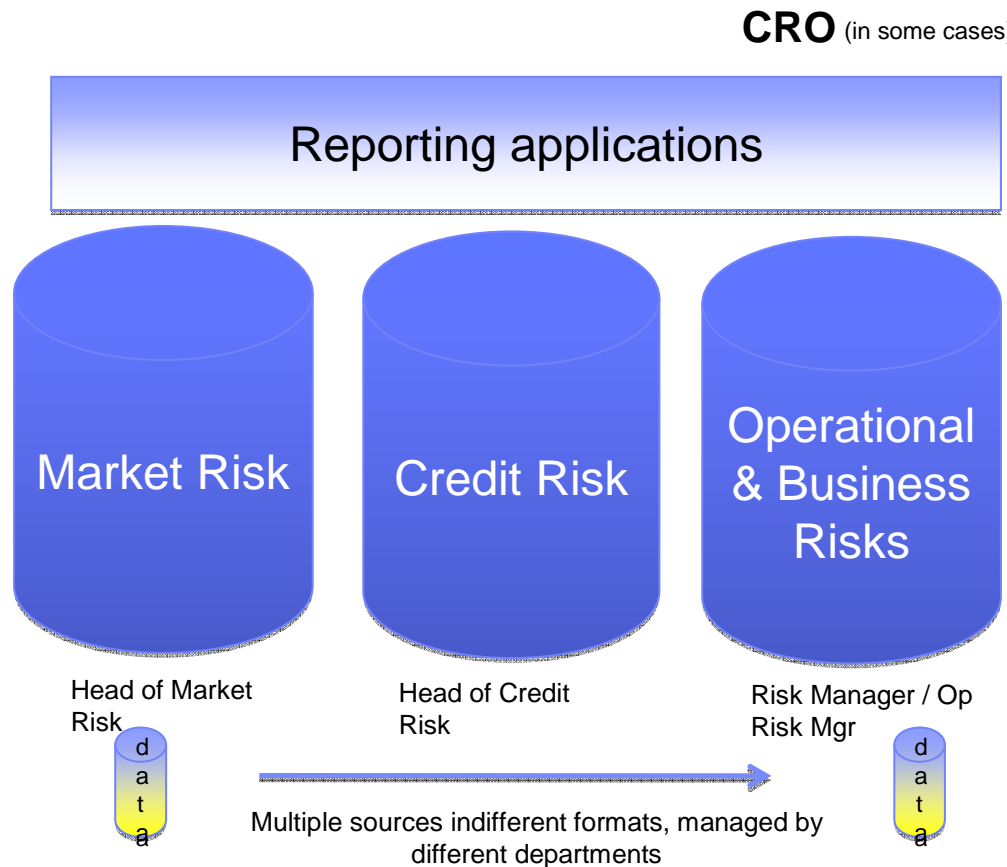 CRO (in some cases)
Reporting applications
Market Risk
Credit Risk
Operational
& Business
Risks
Head of Market
Risk
Head of Credit
Risk
Risk Manager / Op
Risk Mgr
d
a
t
a
d
a
t
a
Multiple sources indifferent formats, managed by
different departments